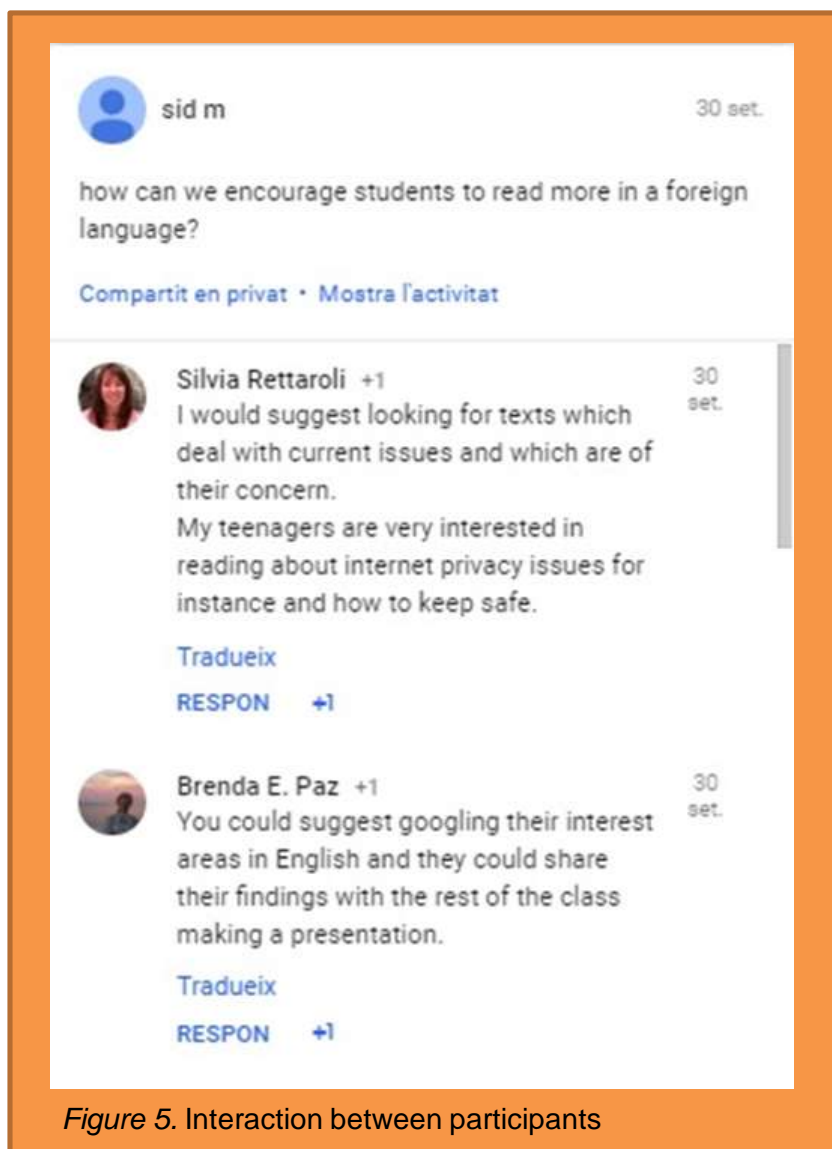 sid m 30 set.
how can we encourage students to read more in a foreign
language?
Compartit en privat • Mostra l'activitat
Silvia Rettaroli +1 30
set.
I would suggest looking for texts which
deal with current issues and which are of
their concern.
My teenagers are very interested in
reading about internet privacy issues for
instance and how to keep safe.
Tradueix
RESPON +1
Brenda E. Paz +1 30
set.
You could suggest googling their interest
areas in English and they could share
their findings with the rest of the class
making a presentation.
Tradueix
RESPON +1
Figure 5. Interaction between participants